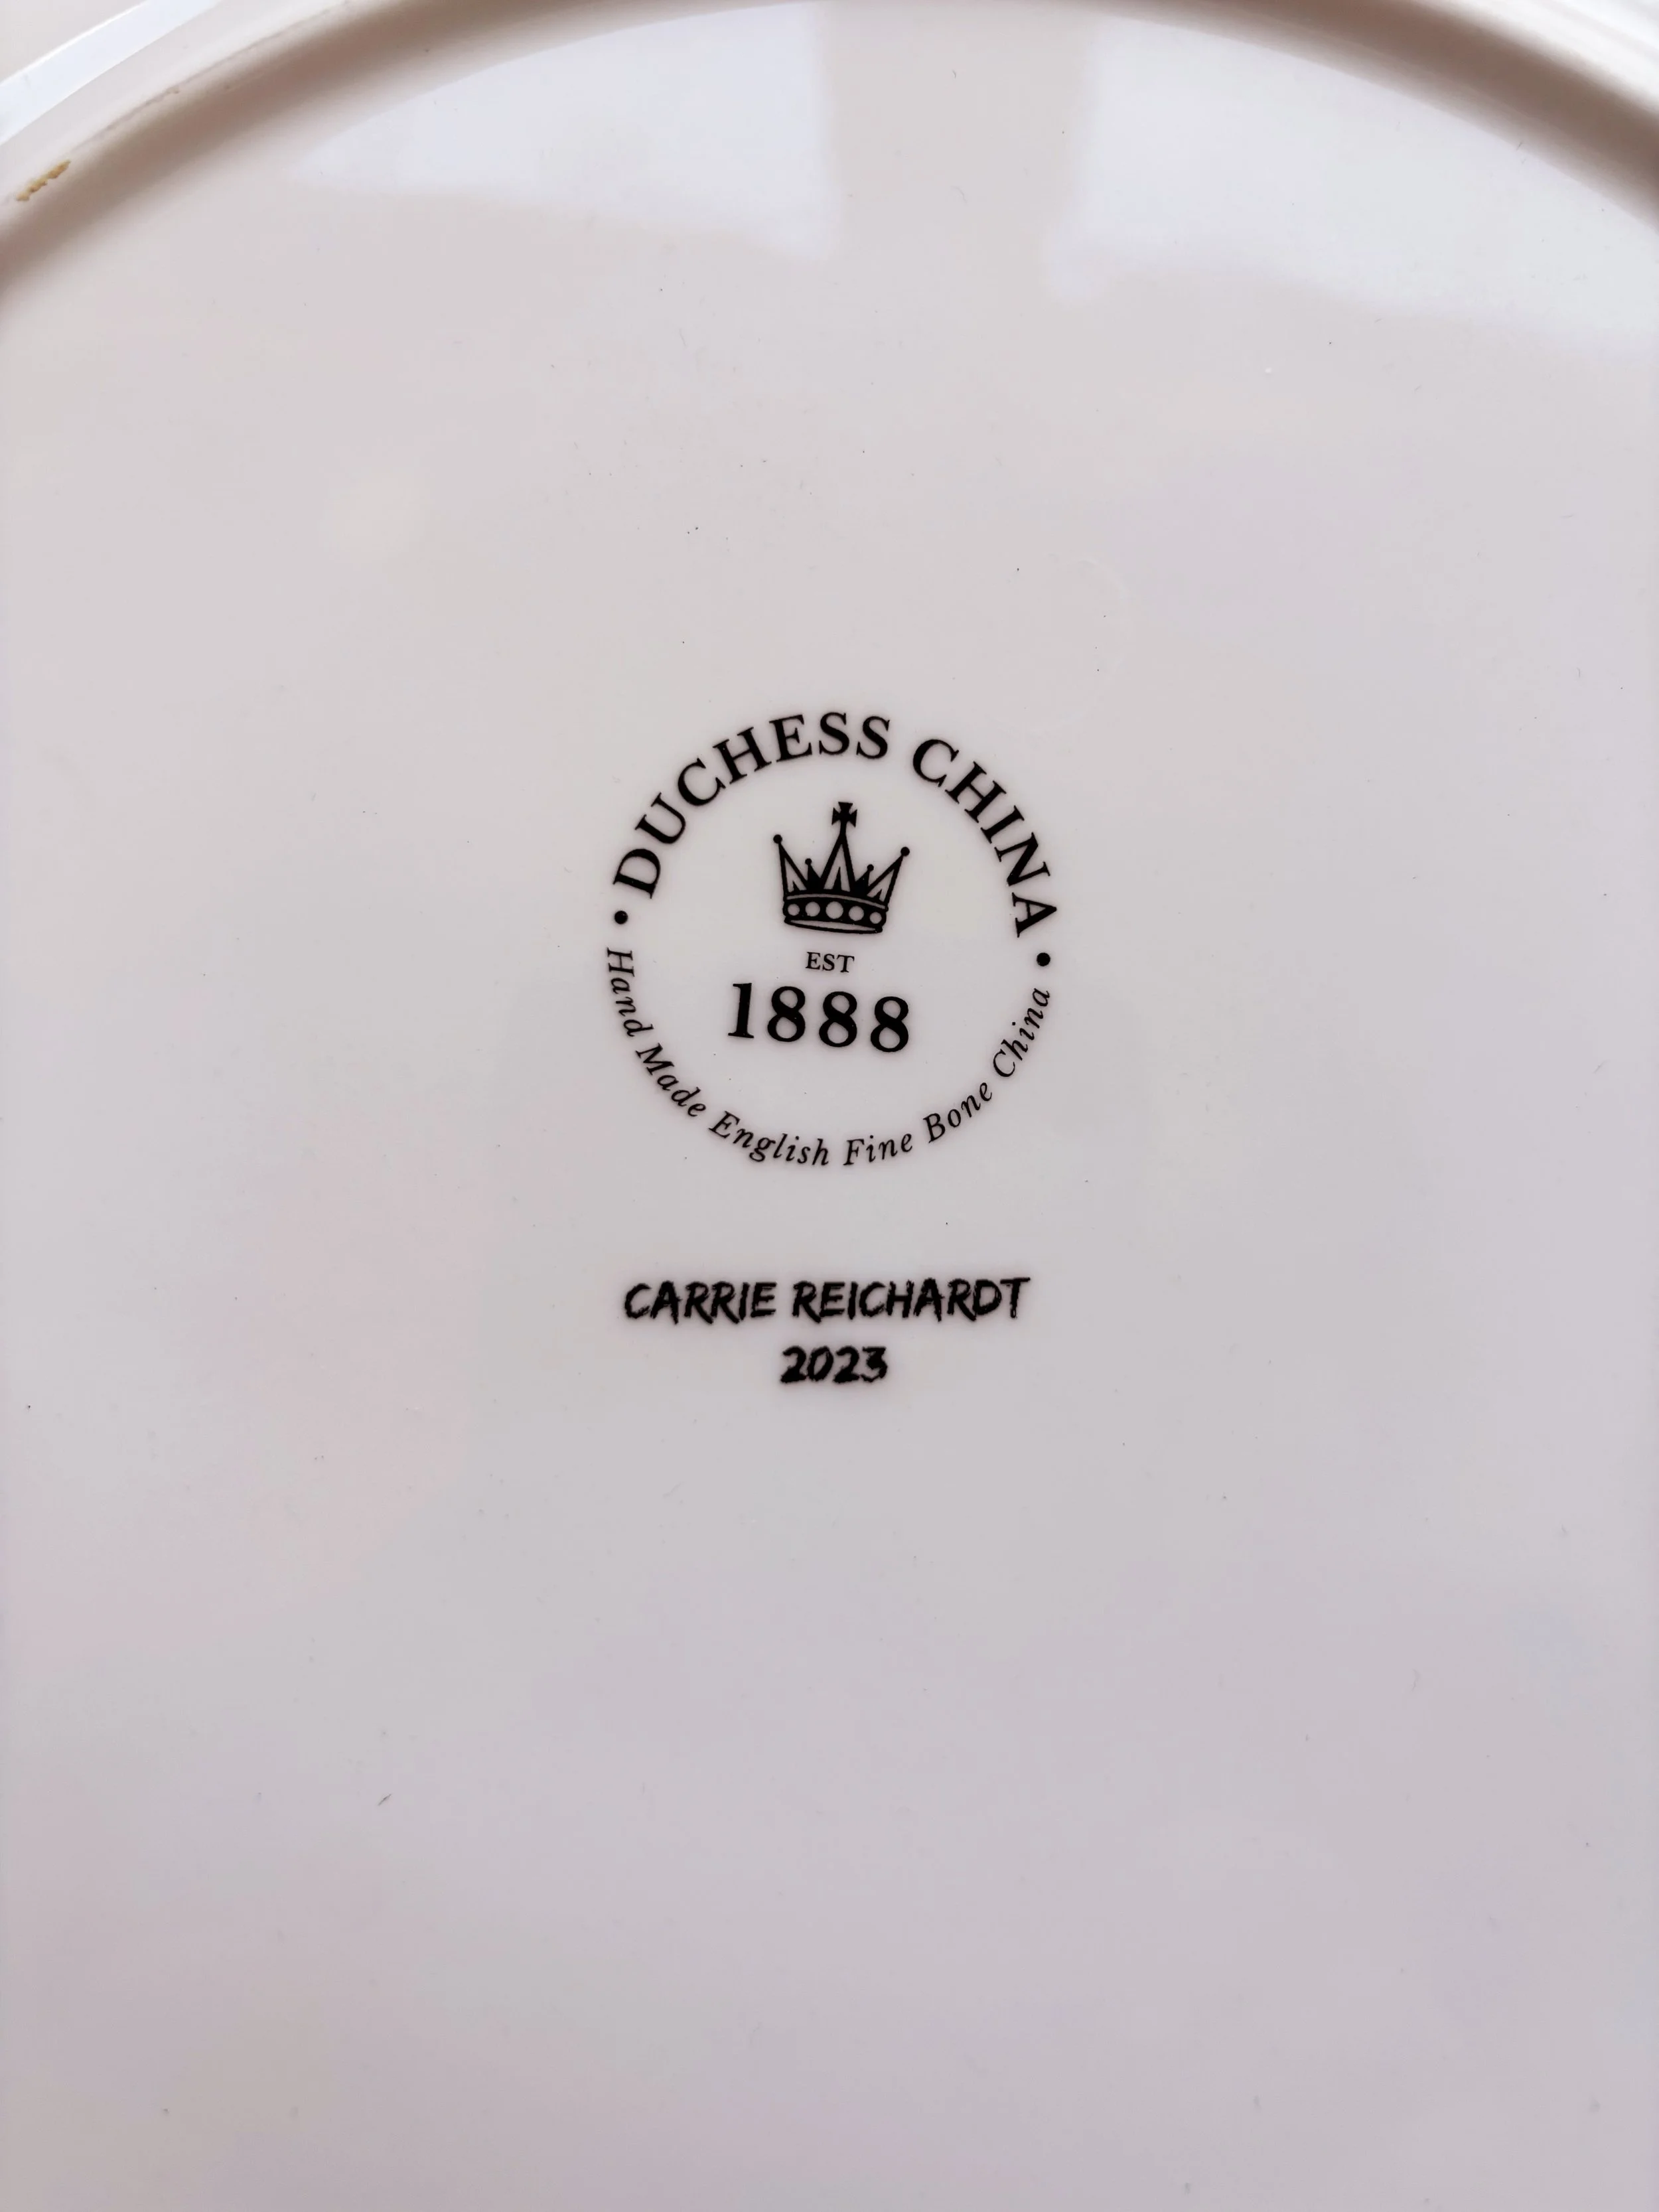 • DUCHESS CHINA •
EST
1888
Hand Made English Fine Bone China
CARRIE REICHARDT
2023